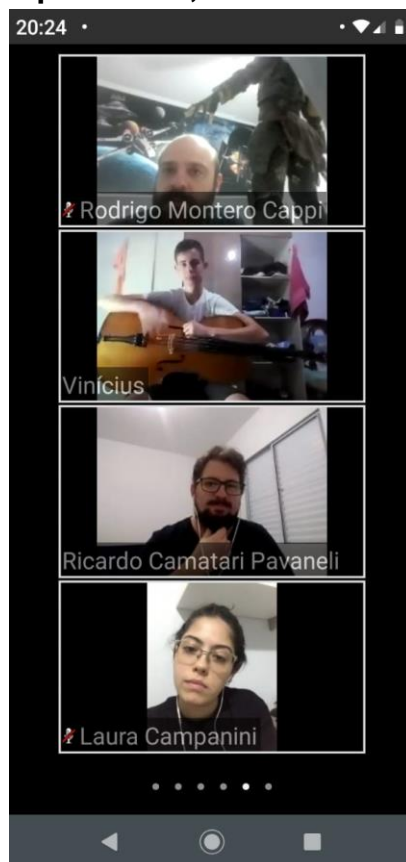 20:24
Rodrigo Montero Cappi
Vinícius
Ricardo Camatari Pavaneli
Laura Campanini